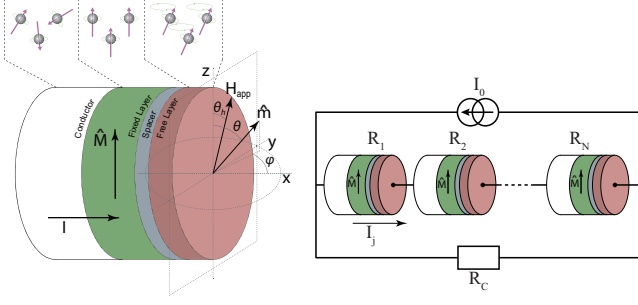 Conductor
Fixed Layer
Spacer
Free Layer
M̂
I
z
H_app
θ_h
θ
m̂
y
φ
x
I_0
R_1
R_2
R_N
M̂
M̂
M̂
I_j
R_C